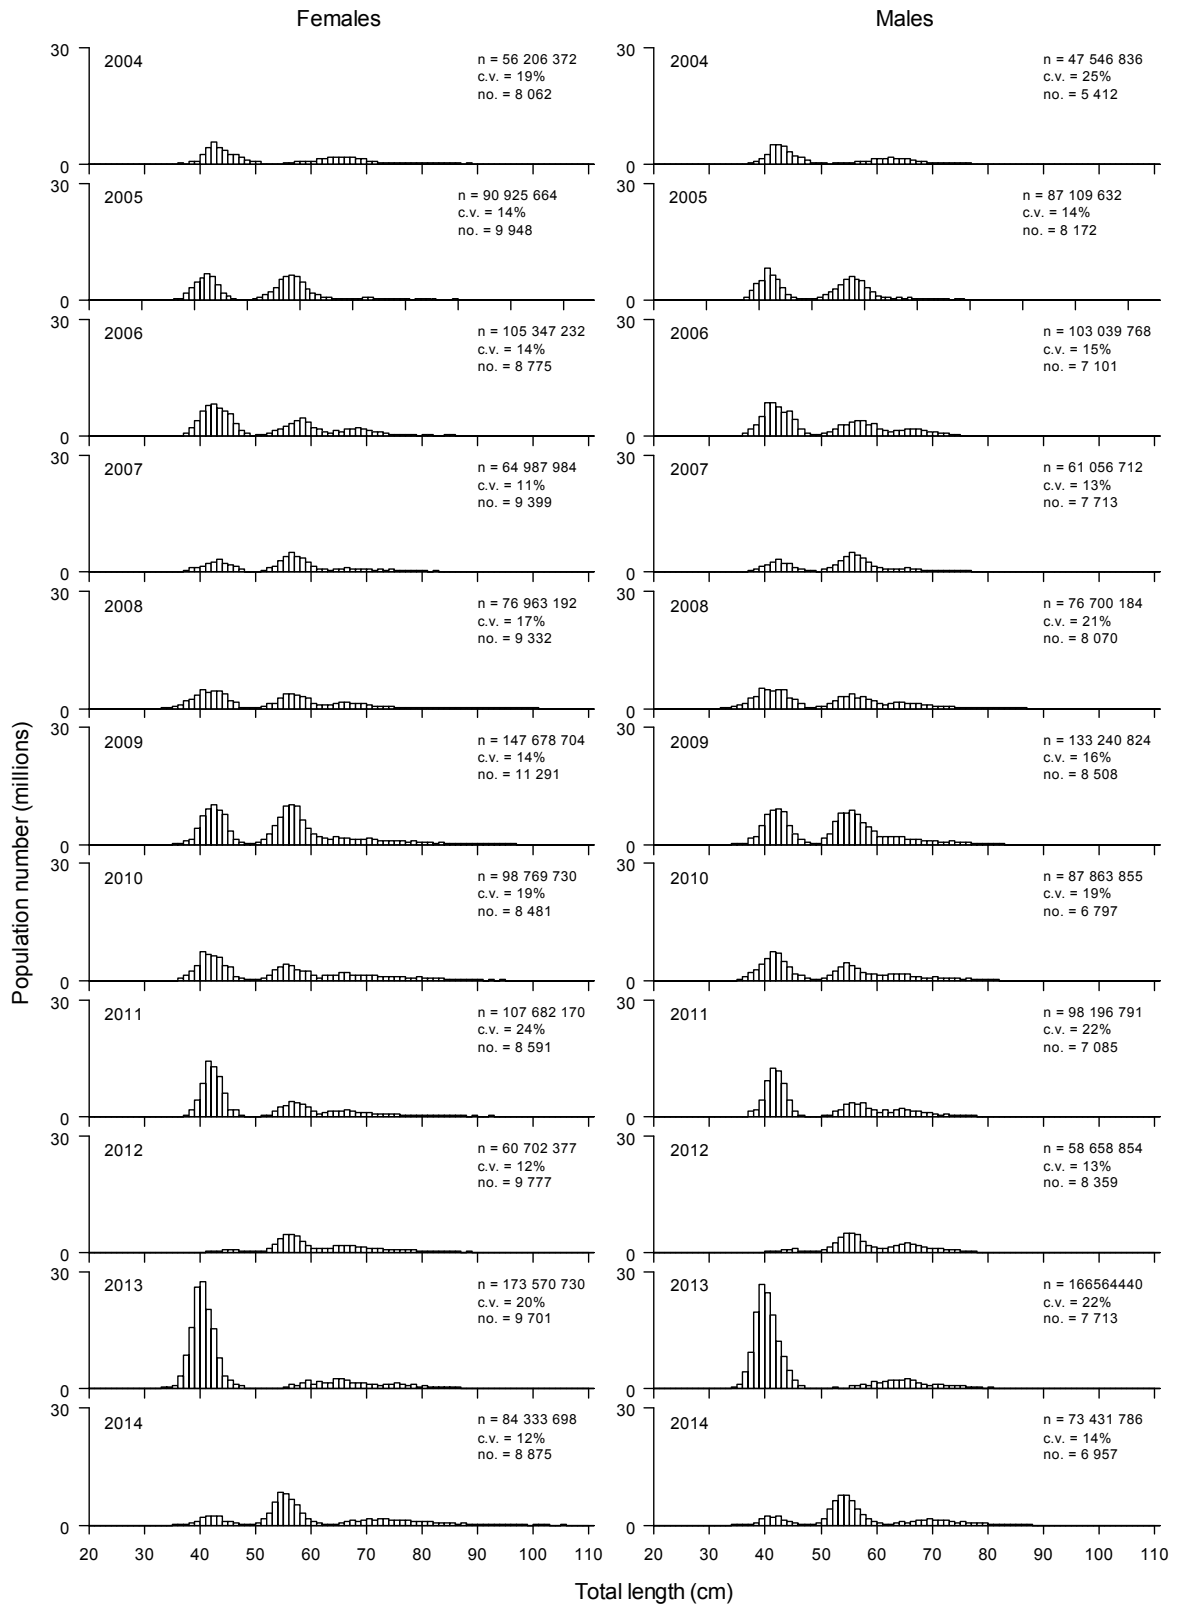 Females Males
30 2004 n = 56 206 372 30 2004 n = 47 546 836
c.v. = 19% c.v. = 25%
no. = 8 062 no. = 5 412
0 0
30 2005 n = 90 925 664 30 2005 n = 87 109 632
c.v. = 14% c.v. = 14%
no. = 9 948 no. = 8 172
0 0
30 2006 n = 105 347 232 30 2006 n = 103 039 768
c.v. = 14% c.v. = 15%
no. = 8 775 no. = 7 101
0 0
30 2007 n = 64 987 984 30 2007 n = 61 056 712
c.v. = 11% c.v. = 13%
no. = 9 399 no. = 7 713
0 0
30 2008 n = 76 963 192 30 2008 n = 76 700 184
c.v. = 17% c.v. = 21%
no. = 9 332 no. = 8 070
0 0
30 2009 n = 147 678 704 30 2009 n = 133 240 824
c.v. = 14% c.v. = 16%
no. = 11 291 no. = 8 508
0 0
30 2010 n = 98 769 730 30 2010 n = 87 863 855
c.v. = 19% c.v. = 19%
no. = 8 481 no. = 6 797
0 0
30 2011 n = 107 682 170 30 2011 n = 98 196 791
c.v. = 24% c.v. = 22%
no. = 8 591 no. = 7 085
0 0
30 2012 n = 60 702 377 30 2012 n = 58 658 854
c.v. = 12% c.v. = 13%
no. = 9 777 no. = 8 359
0 0
30 2013 n = 173 570 730 30 2013 n = 166564440
c.v. = 20% c.v. = 22%
no. = 9 701 no. = 7 713
0 0
30 2014 n = 84 333 698 30 2014 n = 73 431 786
c.v. = 12% c.v. = 14%
no. = 8 875 no. = 6 957
0 0
20 30 40 50 60 70 80 90 100 110 20 30 40 50 60 70 80 90 100 110
Total length (cm)
Population number (millions)